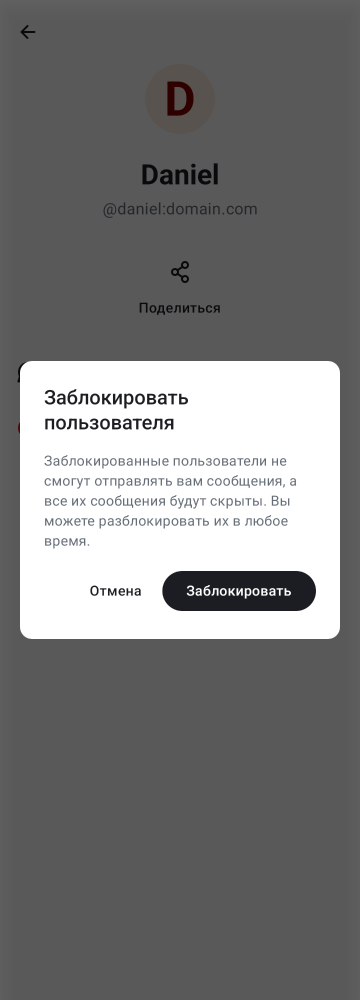 D
Daniel
@daniel:domain.com
Поделиться
Заблокировать
пользователя
Заблокированные пользователи не
смогут отправлять вам сообщения, а
все их сообщения будут скрыты. Вы
можете разблокировать их в любое
время.
Отмена
Заблокировать